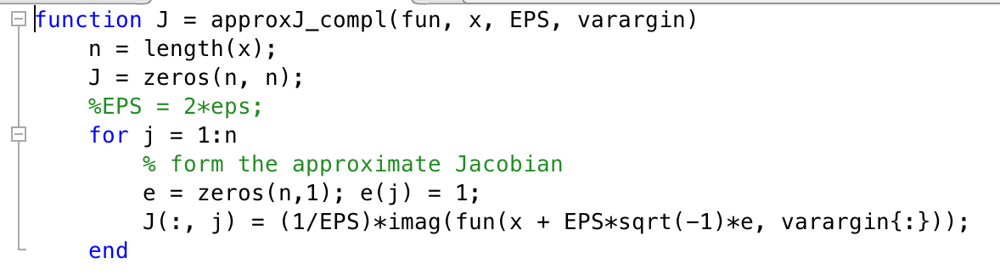 function J = approxJ_compl(fun, x, EPS, varargin)
    n = length(x);
    J = zeros(n, n);
    %EPS = 2*eps;
    for j = 1:n
        % form the approximate Jacobian
        e = zeros(n,1); e(j) = 1;
        J(:, j) = (1/EPS)*imag(fun(x + EPS*sqrt(-1)*e, varargin{:}));
    end